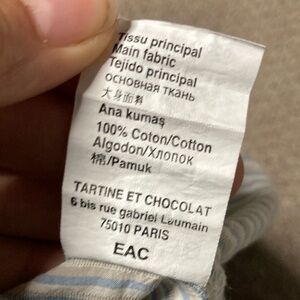 Tissu principal
Main fabric
Tejido principal
основная ткань
大身面料
Ana kumaş
100% Coton/Cotton
Algodon/Хлопок
棉/Pamuk
TARTINE ET CHOCOLAT
6 bis rue gabriel Laumain
75010 PARIS
EAC